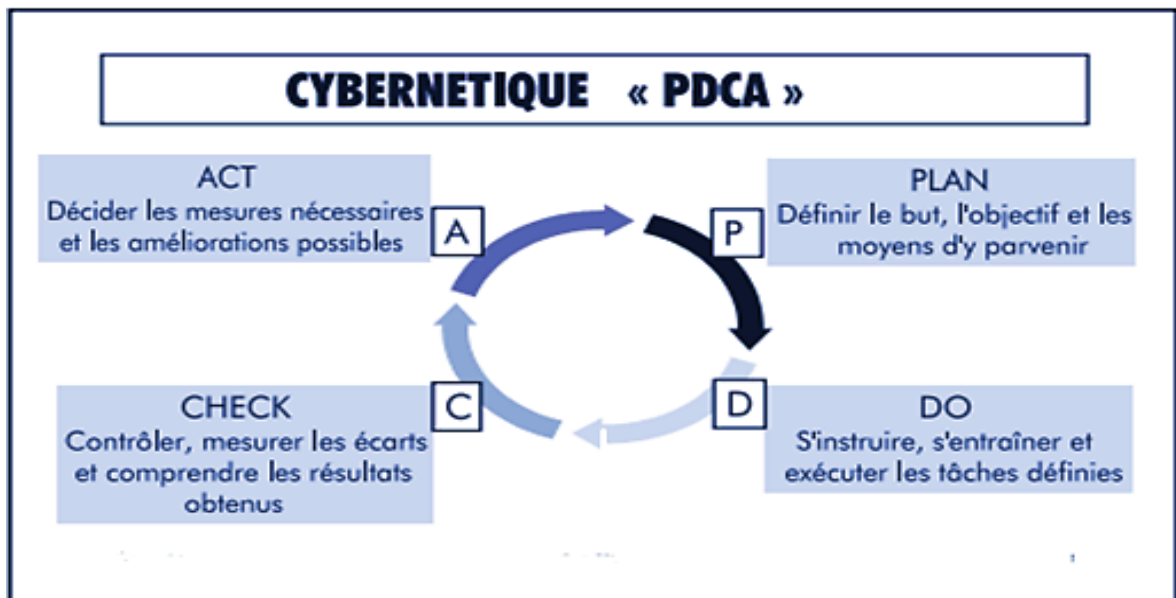 CYBERNETIQUE « PDCA »
ACT
Décider les mesures nécessaires
et les améliorations possibles
A
P
PLAN
Définir le but, l'objectif et les
moyens d'y parvenir
CHECK
Contrôler, mesurer les écarts
et comprendre les résultats
obtenus
C
D
DO
S'instruire, s'entraîner et
exécuter les tâches définies